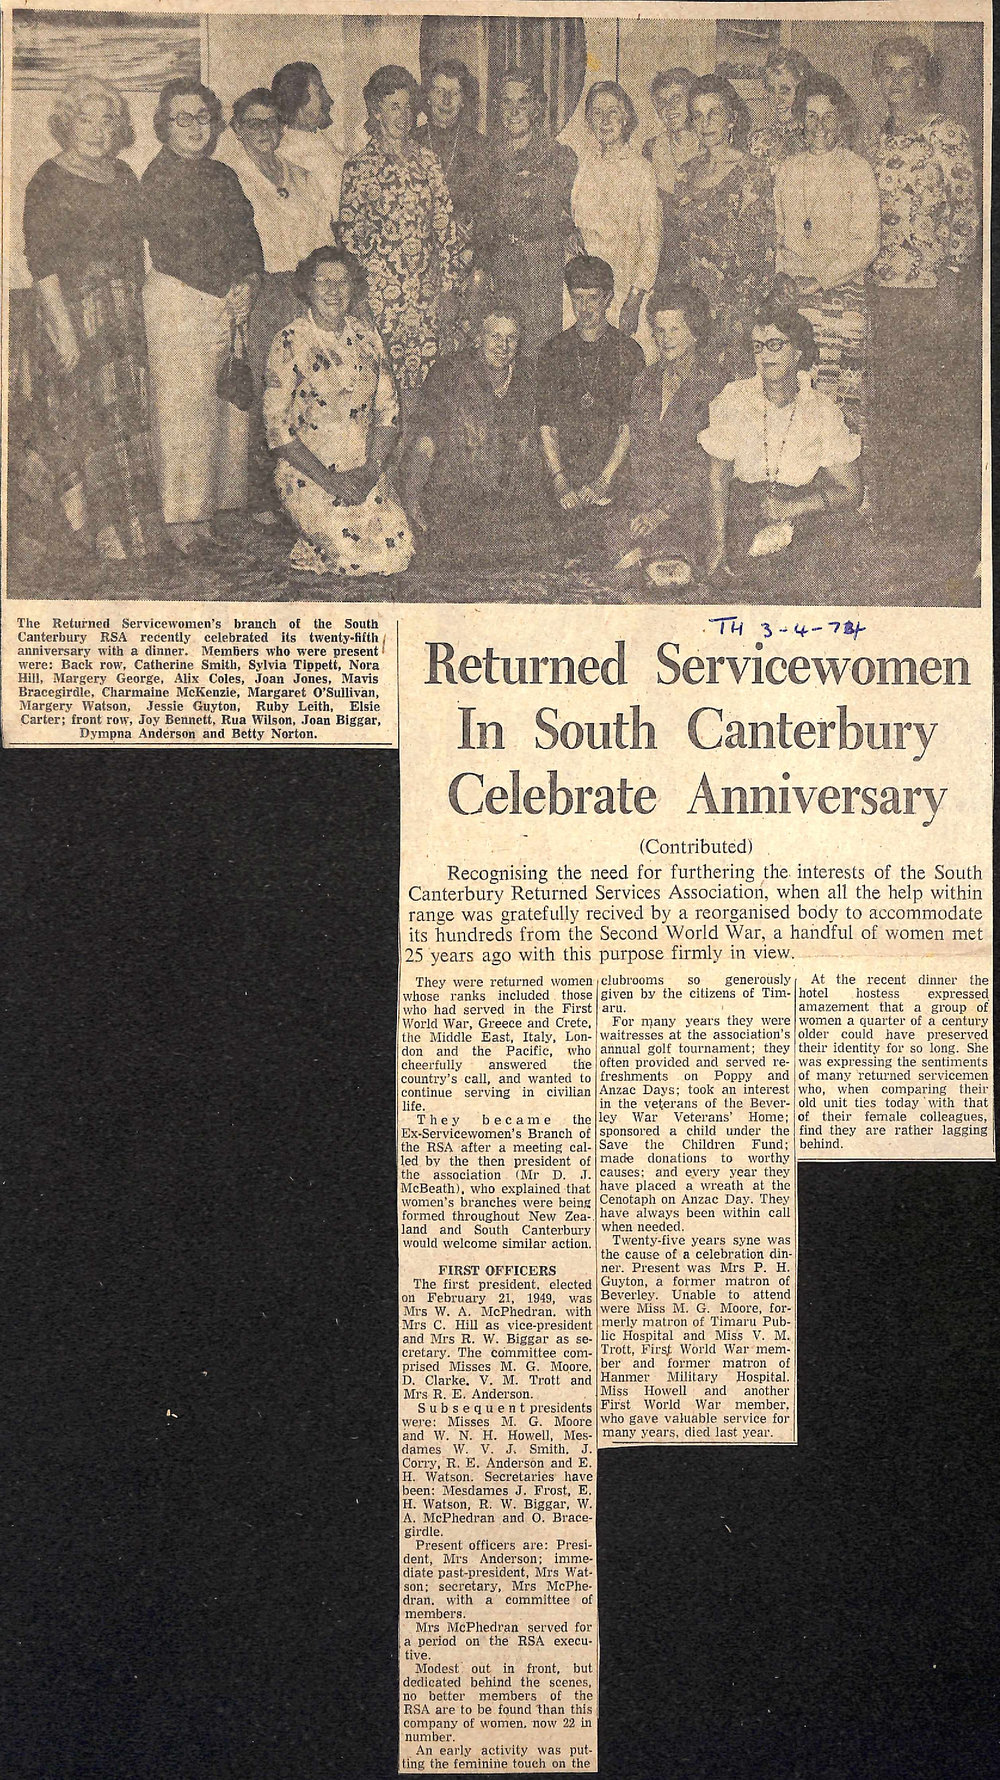 The Returned Servicewomen's branch of the South
Canterbury RSA recently celebrated its twenty-fifth
anniversary with a dinner. Members who were present
were: Back row, Catherine Smith, Sylvia Tippett, Nora
Hill, Margery George, Alix Coles, Joan Jones, Mavis
Bracegirdle, Charmaine McKenzie, Margaret O'Sullivan,
Margery Watson, Jessie Guyton, Ruby Leith, Elsie
Carter; front row, Joy Bennett, Rua Wilson, Joan Biggar,
Dympna Anderson and Betty Norton.
TH 3-4-74
Returned Servicewomen
In South Canterbury
Celebrate Anniversary
(Contributed)
Recognising the need for furthering the interests of the South
Canterbury Returned Services Association, when all the help within
range was gratefully recived by a reorganised body to accommodate
its hundreds from the Second World War, a handful of women met
25 years ago with this purpose firmly in view.
They were returned women
whose ranks included those
who had served in the First
World War, Greece and Crete,
the Middle East, Italy, Lon-
don and the Pacific, who
cheerfully answered the
country's call, and wanted to
continue serving in civilian
life.
They became the
Ex-Servicewomen's Branch of
the RSA after a meeting cal-
led by the then president of
the association (Mr D. J.
McBeath), who explained that
women's branches were being
formed throughout New Zea-
land and South Canterbury
would welcome similar action.
FIRST OFFICERS
The first president, elected
on February 21, 1949, was
Mrs W. A. McPhedran, with
Mrs C. Hill as vice-president
and Mrs R. W. Biggar as se-
cretary. The committee com-
prised Misses M. G. Moore,
D. Clarke, V. M. Trott and
Mrs R. E. Anderson.
Subsequent presidents
were: Misses M. G. Moore
and W. N. H. Howell, Mes-
dames W. V. J. Smith, J.
Corry, R. E. Anderson and E.
H. Watson. Secretaries have
been: Mesdames J. Frost, E.
H. Watson, R. W. Biggar, W.
A. McPhedran and O. Brace-
girdle.
Present officers are: Presi-
dent, Mrs Anderson; imme-
diate past-president, Mrs Wat-
son; secretary, Mrs McPhe-
dran, with a committee of
members.
Mrs McPhedran served for
a period on the RSA execu-
tive.
Modest out in front, but
dedicated behind the scenes,
no better members of the
RSA are to be found than this
company of women, now 22 in
number.
An early activity was put-
ting the feminine touch on the
clubrooms so generously
given by the citizens of Tim-
aru.
For many years they were
waitresses at the association's
annual golf tournament; they
often provided and served re-
freshments on Poppy and
Anzac Days; took an interest
in the veterans of the Bever-
ley War Veterans' Home;
sponsored a child under the
Save the Children Fund;
made donations to worthy
causes; and every year they
have placed a wreath at the
Cenotaph on Anzac Day. They
have always been within call
when needed.
Twenty-five years syne was
the cause of a celebration din-
ner. Present was Mrs P. H.
Guyton, a former matron of
Beverley. Unable to attend
were Miss M. G. Moore, for-
merly matron of Timaru Pub-
lic Hospital and Miss V. M.
Trott, First World War mem-
ber and former matron of
Hanmer Military Hospital.
Miss Howell and another
First World War member,
who gave valuable service for
many years, died last year.
At the recent dinner the
hotel hostess expressed
amazement that a group of
women a quarter of a century
older could have preserved
their identity for so long. She
was expressing the sentiments
of many returned servicemen
who, when comparing their
old unit ties today with that
of their female colleagues,
find they are rather lagging
behind.